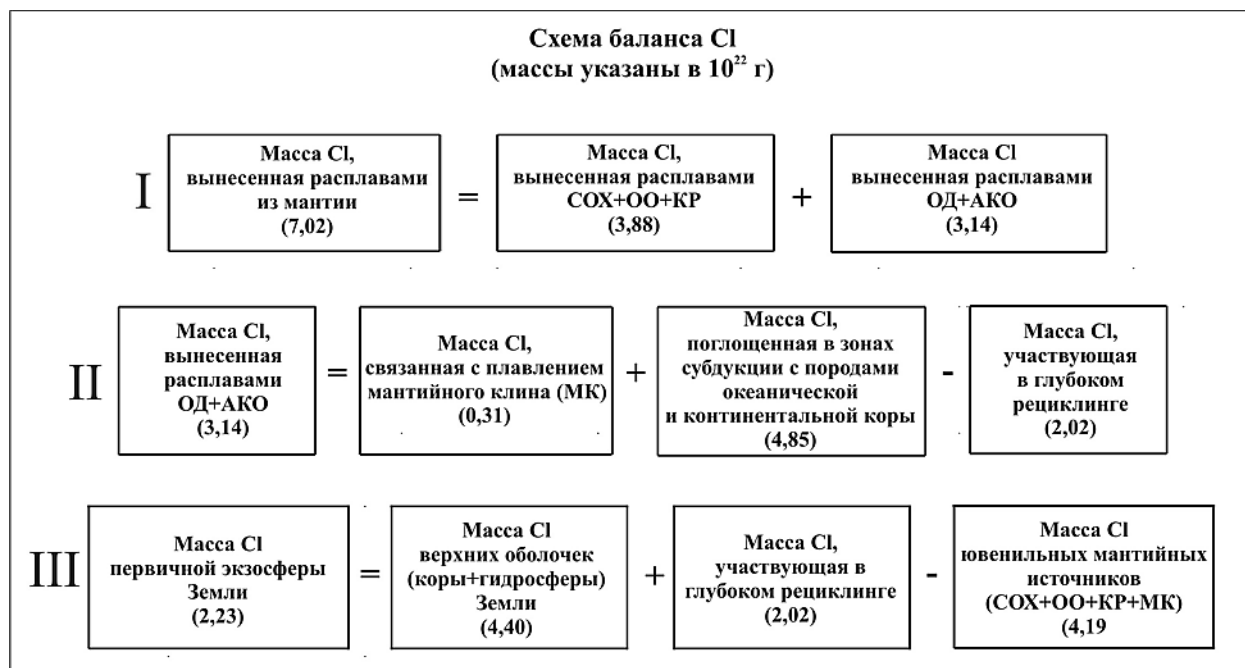 Схема баланса Cl
(массы указаны в 10²² г)
I
Масса Cl,
вынесенная расплавами
из мантии
(7,02)
=
Масса Cl,
вынесенная расплавами
СОХ+ОО+КР
(3,88)
+
Масса Cl
вынесенная расплавами
ОД+АКО
(3,14)
II
Масса Cl,
вынесенная
расплавами
ОД+АКО
(3,14)
=
Масса Cl,
связанная с плавлением
мантийного клина (МК)
(0,31)
+
Масса Cl,
поглощенная в зонах
субдукции с породами
океанической
и континентальной коры
(4,85)
-
Масса Cl,
участвующая
в глубоком
рециклинге
(2,02)
III
Масса Cl
первичной экзосферы
Земли
(2,23)
=
Масса Cl
верхних оболочек
(коры+гидросферы)
Земли
(4,40)
+
Масса Cl,
участвующая в
глубоком рециклинге
(2,02)
-
Масса Cl
ювенильных мантийных
источников
(СОХ+ОО+КР+МК)
(4,19